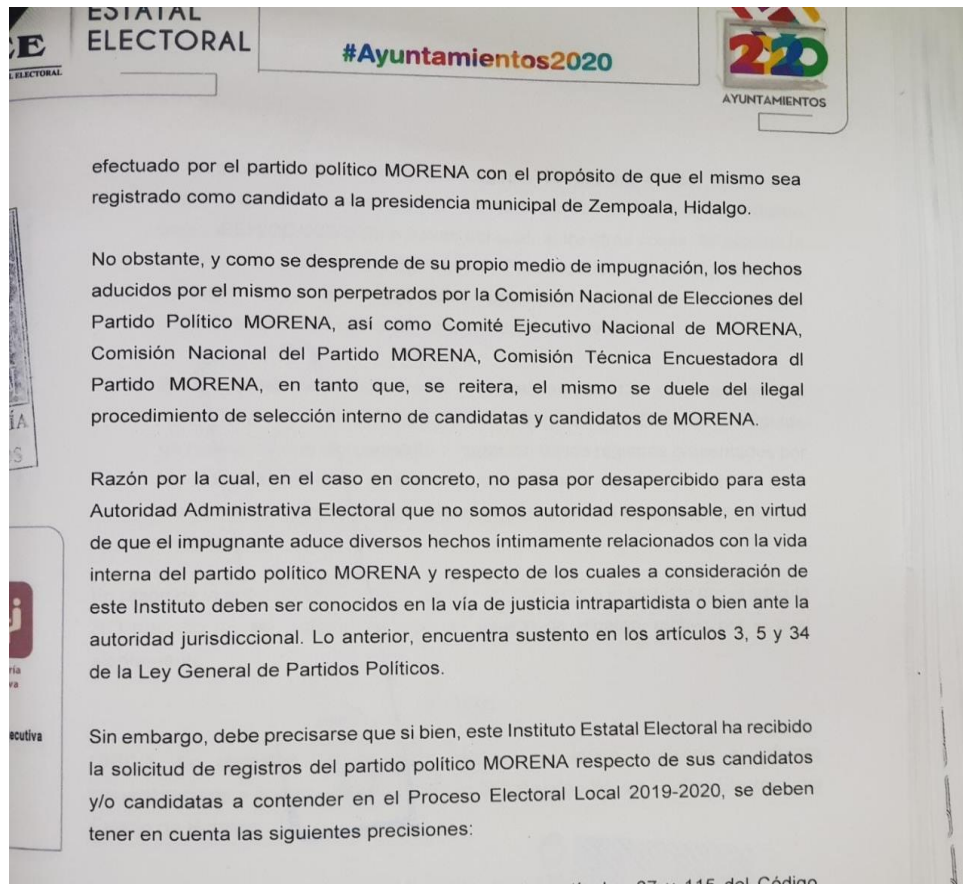 ESTATAL
ELECTORAL
E
L ELECTORAL
#Ayuntamientos2020
2020
AYUNTAMIENTOS
efectuado por el partido político MORENA con el propósito de que el mismo sea
registrado como candidato a la presidencia municipal de Zempoala, Hidalgo.
No obstante, y como se desprende de su propio medio de impugnación, los hechos
aducidos por el mismo son perpetrados por la Comisión Nacional de Elecciones del
Partido Político MORENA, así como Comité Ejecutivo Nacional de MORENA,
Comisión Nacional del Partido MORENA, Comisión Técnica Encuestadora dl
Partido MORENA, en tanto que, se reitera, el mismo se duele del ilegal
procedimiento de selección interno de candidatas y candidatos de MORENA.
ÍA
OS
Razón por la cual, en el caso en concreto, no pasa por desapercibido para esta
Autoridad Administrativa Electoral que no somos autoridad responsable, en virtud
de que el impugnante aduce diversos hechos íntimamente relacionados con la vida
interna del partido político MORENA y respecto de los cuales a consideración de
este Instituto deben ser conocidos en la vía de justicia intrapartidista o bien ante la
autoridad jurisdiccional. Lo anterior, encuentra sustento en los artículos 3, 5 y 34
de la Ley General de Partidos Políticos.
j
ría
va
ecutiva
Sin embargo, debe precisarse que si bien, este Instituto Estatal Electoral ha recibido
la solicitud de registros del partido político MORENA respecto de sus candidatos
y/o candidatas a contender en el Proceso Electoral Local 2019-2020, se deben
tener en cuenta las siguientes precisiones:
115 del Código